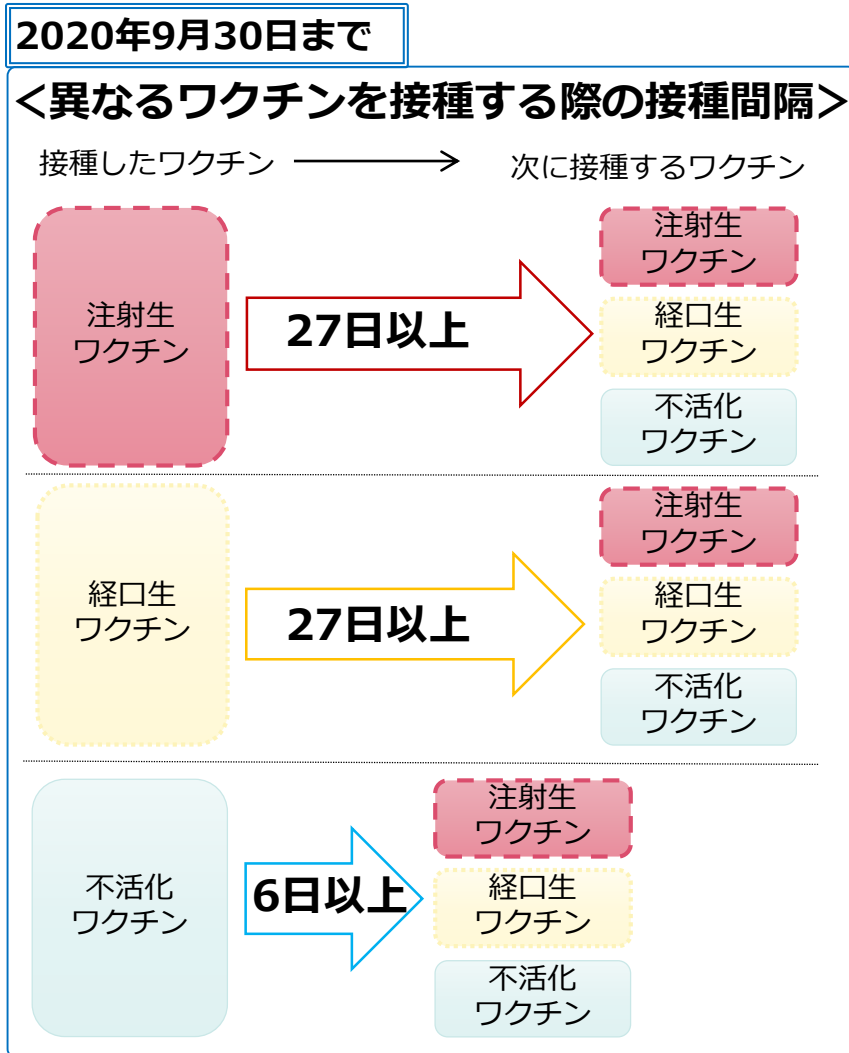 2020年9月30日まで
＜異なるワクチンを接種する際の接種間隔＞
接種したワクチン
次に接種するワクチン
注射生
ワクチン
27日以上
注射生
ワクチン
経口生
ワクチン
不活化
ワクチン
経口生
ワクチン
27日以上
注射生
ワクチン
経口生
ワクチン
不活化
ワクチン
不活化
ワクチン
6日以上
注射生
ワクチン
経口生
ワクチン
不活化
ワクチン